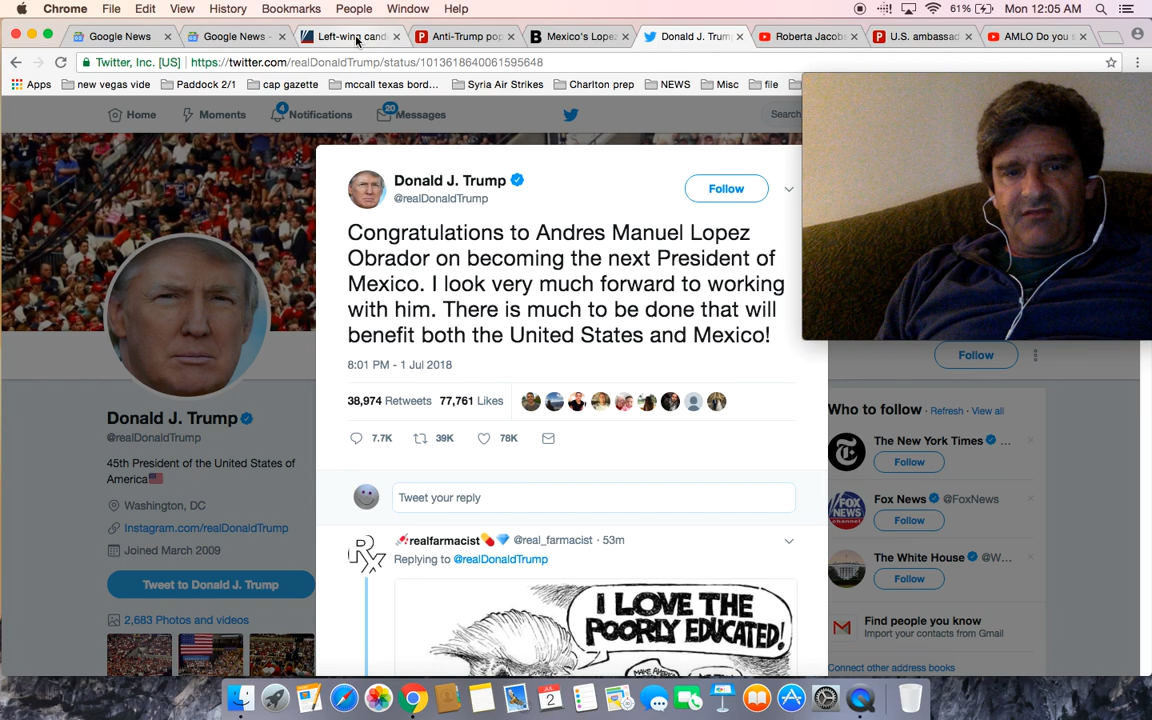 Chrome File Edit View History Bookmarks People Window Help
61% Mon 12:05 AM
Google News
Google News -
Left-wing cand
Anti-Trump pop
Mexico's Lope
Donald J. Trum
Roberta Jacob
U.S. ambassad
AMLO Do you s
Twitter, Inc. [US] https://twitter.com/realDonaldTrump/status/1013618640061595648
Apps new vegas vide Paddock 2/1 cap gazette mccall texas bord... Syria Air Strikes Charlton prep NEWS Misc file
Home Moments 4 Notifications 20 Messages Search
Donald J. Trump
@realDonaldTrump
Follow
Congratulations to Andres Manuel Lopez
Obrador on becoming the next President of
Mexico. I look very much forward to working
with him. There is much to be done that will
benefit both the United States and Mexico!
8:01 PM - 1 Jul 2018
38,974 Retweets 77,761 Likes
7.7K 39K 78K
Tweet your reply
realfarmacist @real_farmacist · 53m
Replying to @realDonaldTrump
RX
I LOVE THE
POORLY EDUCATED!
Donald J. Trump
@realDonaldTrump
45th President of the United States of
America
Washington, DC
Instagram.com/realDonaldTrump
Joined March 2009
Tweet to Donald J. Trump
2,683 Photos and videos
Follow
Who to follow · Refresh · View all
The New York Times ...
Follow
Fox News @FoxNews
FOX
NEWS
channel
Follow
The White House @W...
Follow
Find people you know
Import your contacts from Gmail
Connect other address books
2